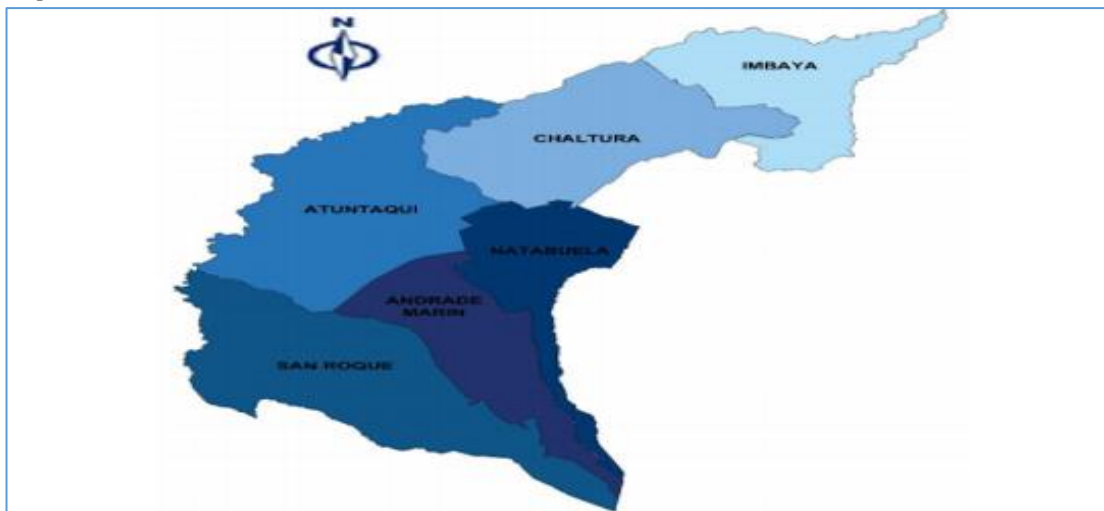 N
IMBAYA
CHALTURA
ATUNTAQUI
NATABUELA
ANDRADE
MARIN
SAN ROQUE